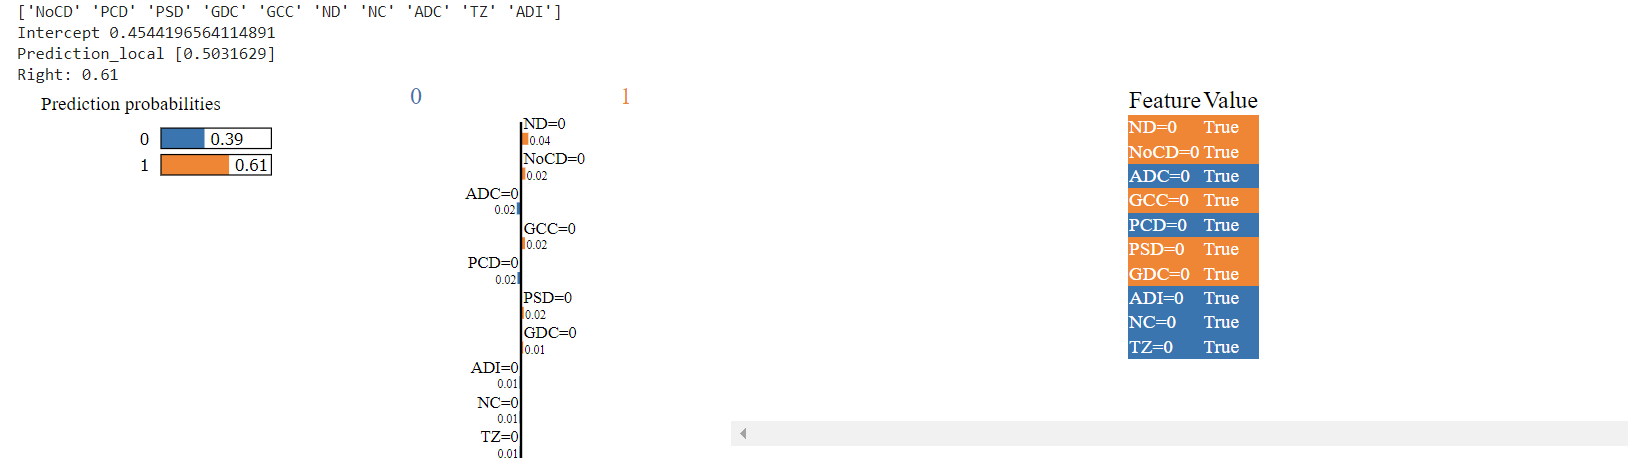 ['NoCD' 'PCD' 'PSD' 'GDC' 'GCC' 'ND' 'NC' 'ADC' 'TZ' 'ADI']
Intercept 0.4544196564114891
Prediction_local [0.5031629]
Right: 0.61
Prediction probabilities
0 0.39
1 0.61
0 1
ND=0
0.04
NoCD=0
0.02
ADC=0
0.02
GCC=0
0.02
PCD=0
0.02
PSD=0
0.02
GDC=0
0.01
ADI=0
0.01
NC=0
0.01
TZ=0
0.01
Feature Value
ND=0 True
NoCD=0 True
ADC=0 True
GCC=0 True
PCD=0 True
PSD=0 True
GDC=0 True
ADI=0 True
NC=0 True
TZ=0 True